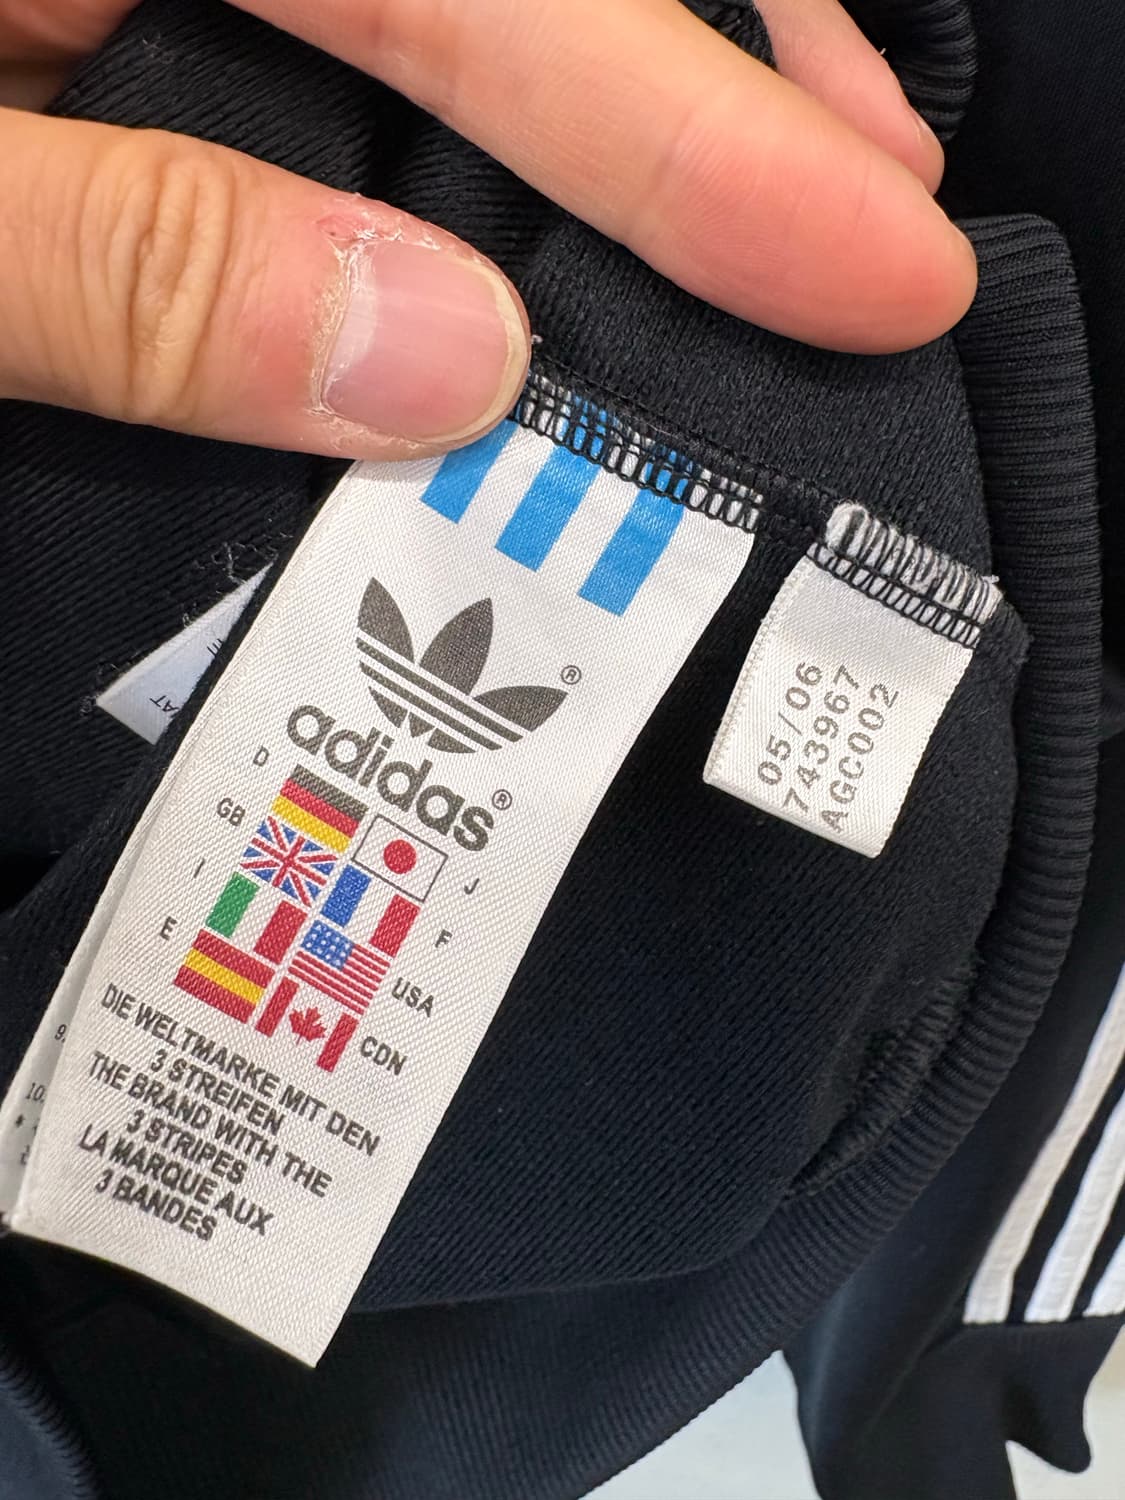 ®
adidas®
D
J
GB
F
I
USA
E
CDN
DIE WELTMARKE MIT DEN
3 STREIFEN
THE BRAND WITH THE
3 STRIPES
LA MARQUE AUX
3 BANDES
05/06
743967
AGC002
10